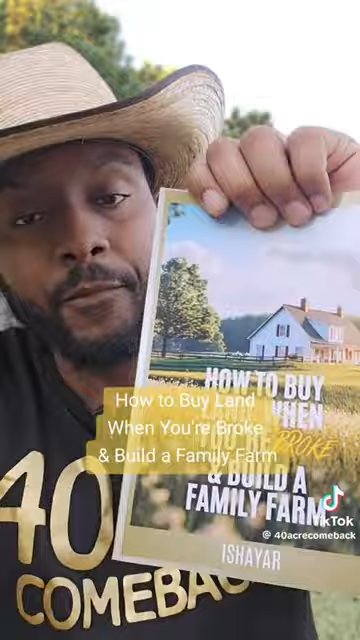 HOW TO BUY
WHEN
BROKE
& BUILD A
FAMILY FARM
ISHAYAR
How to Buy Land
When You're Broke
& Build a Family Farm
40
COMEBAC
TikTok
@ 40acrecomeback